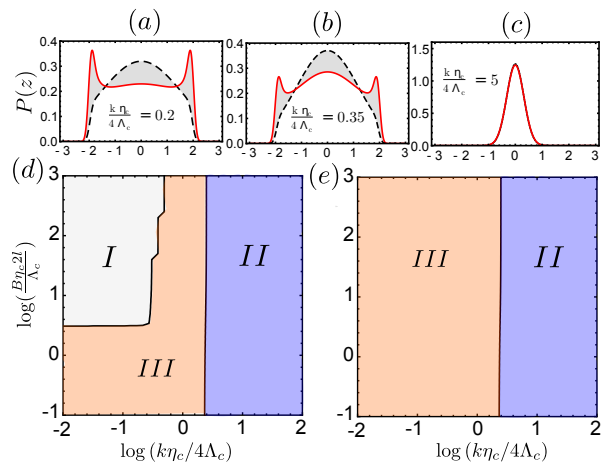 (a) (b) (c)
P(z)
0.4 0.3 0.2 0.1 0.0
k η_c / 4 Λ_c = 0.2
-3 -2 -1 0 1 2 3
0.4 0.3 0.2 0.1 0.0
k η_c / 4 Λ_c = 0.35
-3 -2 -1 0 1 2 3
1.5 1.0 0.5 0.0
k η_c / 4 Λ_c = 5
-3 -2 -1 0 1 2 3
(d) (e)
log(Bη_c2l/Λ_c)
3 2 1 0 -1
I II
III
-2 -1 0 1 2
log (kη_c/4Λ_c)
3 2 1 0 -1
III II
-2 -1 0 1 2
log (kη_c/4Λ_c)